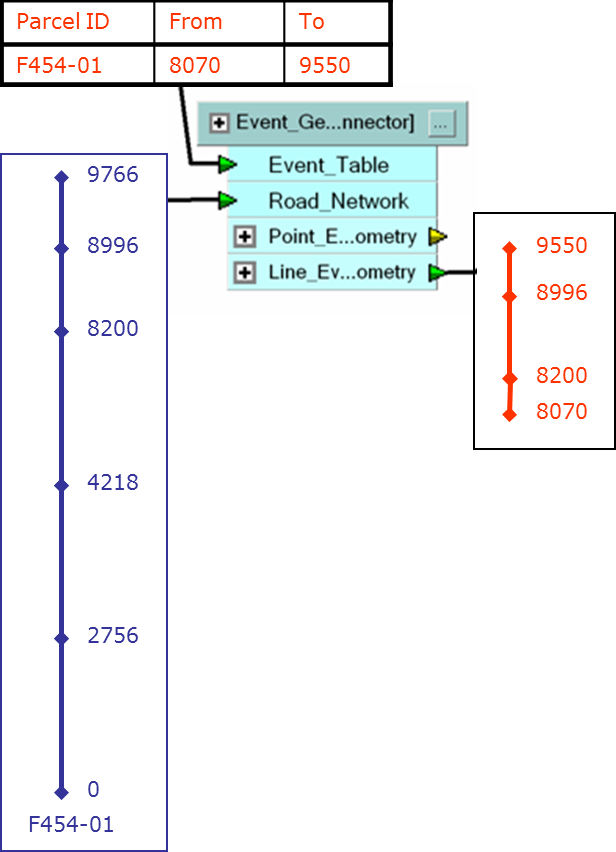 Parcel ID From To
F454-01 8070 9550
Event_Ge...nnector] ...
Event_Table
Road_Network
Point_E...ometry
Line_Ev...ometry
9766
8996
8200
4218
2756
0
F454-01
9550
8996
8200
8070